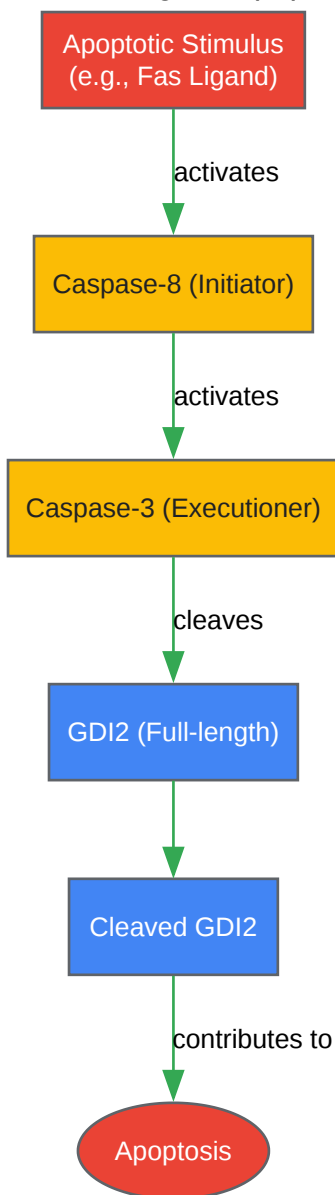 Apoptotic Stimulus
(e.g., Fas Ligand)
activates
Caspase-8 (Initiator)
activates
Caspase-3 (Executioner)
cleaves
GDI2 (Full-length)
Cleaved GDI2
contributes to
Apoptosis